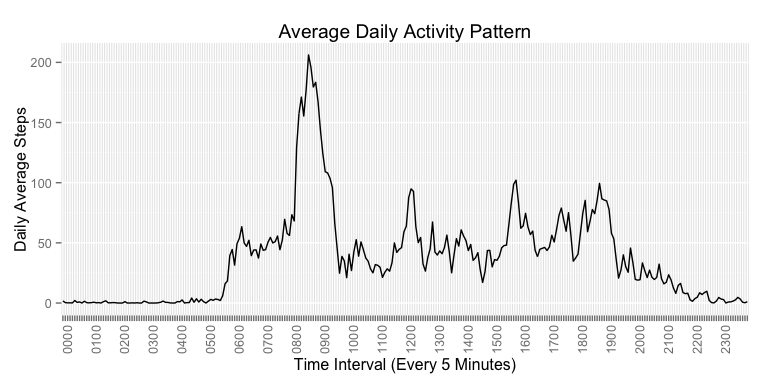 Average Daily Activity Pattern
Daily Average Steps
200
150
100
50
0
0000 0100 0200 0300 0400 0500 0600 0700 0800 0900 1000 1100 1200 1300 1400 1500 1600 1700 1800 1900 2000 2100 2200 2300
Time Interval (Every 5 Minutes)